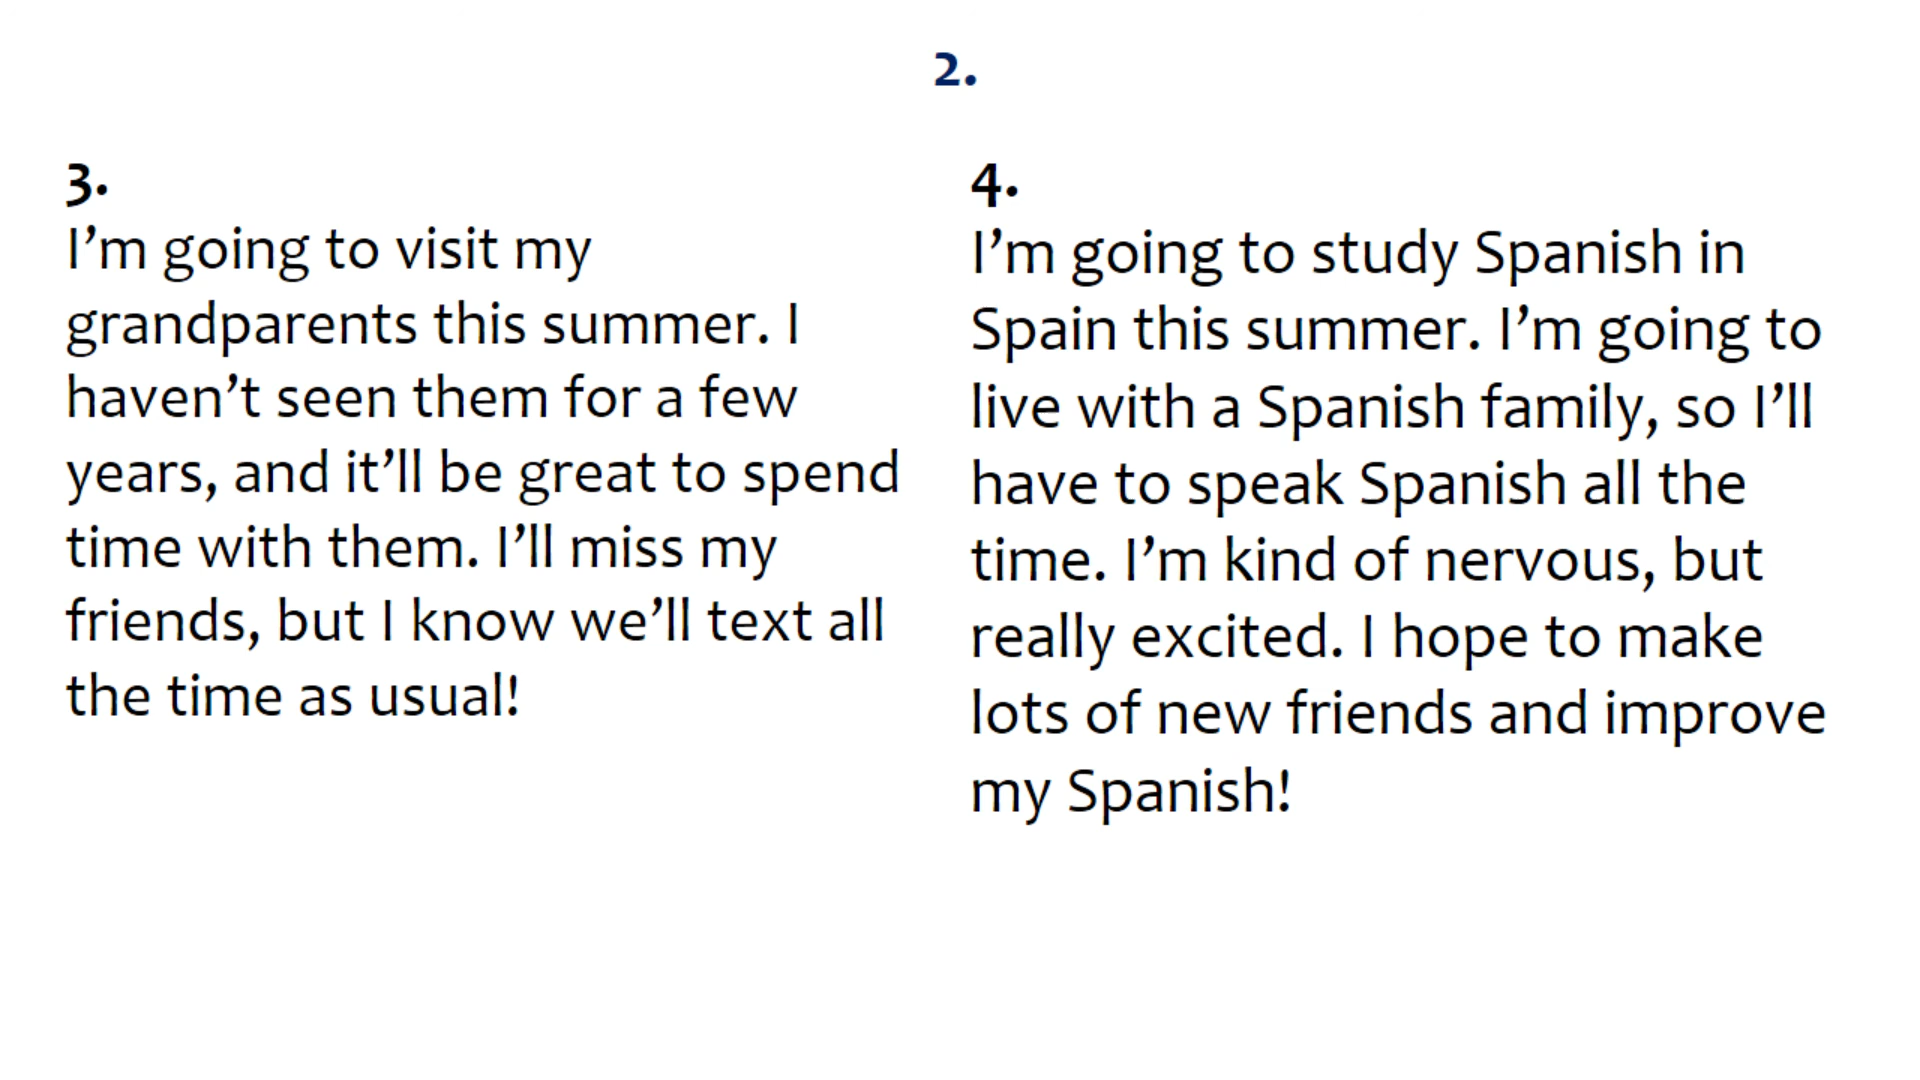 2.
3.
I’m going to visit my
grandparents this summer. I
haven’t seen them for a few
years, and it’ll be great to spend
time with them. I’ll miss my
friends, but I know we’ll text all
the time as usual!
4.
I’m going to study Spanish in
Spain this summer. I’m going to
live with a Spanish family, so I’ll
have to speak Spanish all the
time. I’m kind of nervous, but
really excited. I hope to make
lots of new friends and improve
my Spanish!